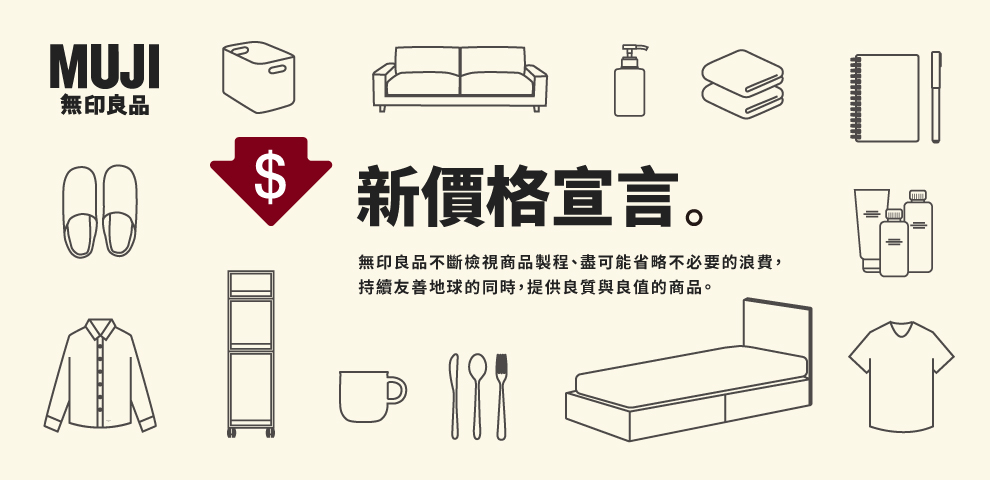 MUJI
無印良品
$
新價格宣言。
無印良品不斷檢視商品製程、盡可能省略不必要的浪費，
持續友善地球的同時，提供良質與良值的商品。